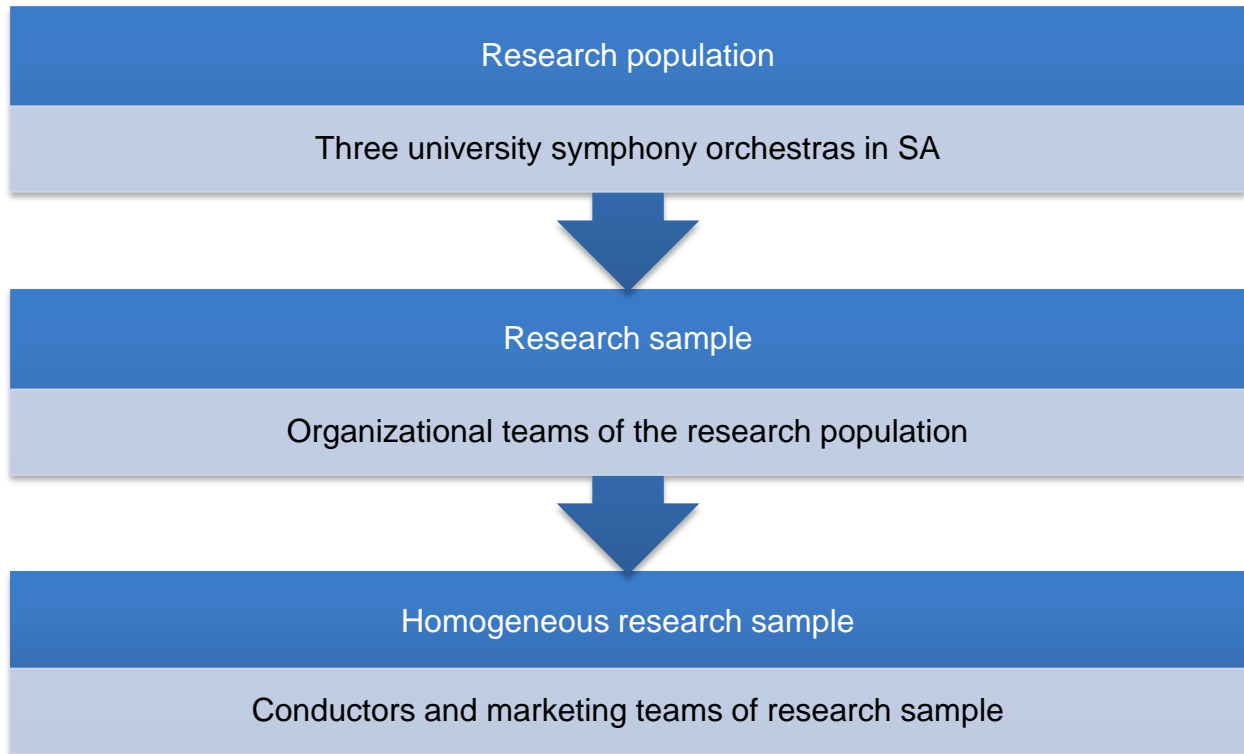 Research population
Three university symphony orchestras in SA
Research sample
Organizational teams of the research population
Homogeneous research sample
Conductors and marketing teams of research sample